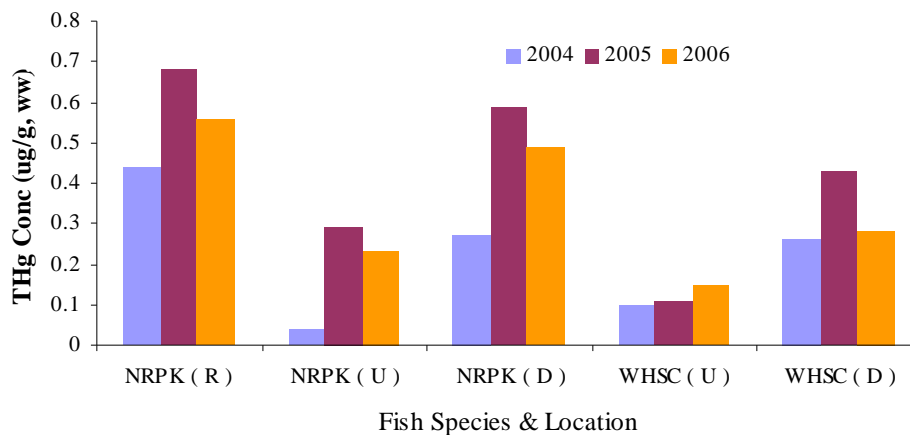 0.8
0.7
0.6
0.5
0.4
0.3
0.2
0.1
0
THg Conc (ug/g, ww)
2004 2005 2006
NRPK ( R ) NRPK ( U ) NRPK ( D ) WHSC ( U ) WHSC ( D )
Fish Species & Location